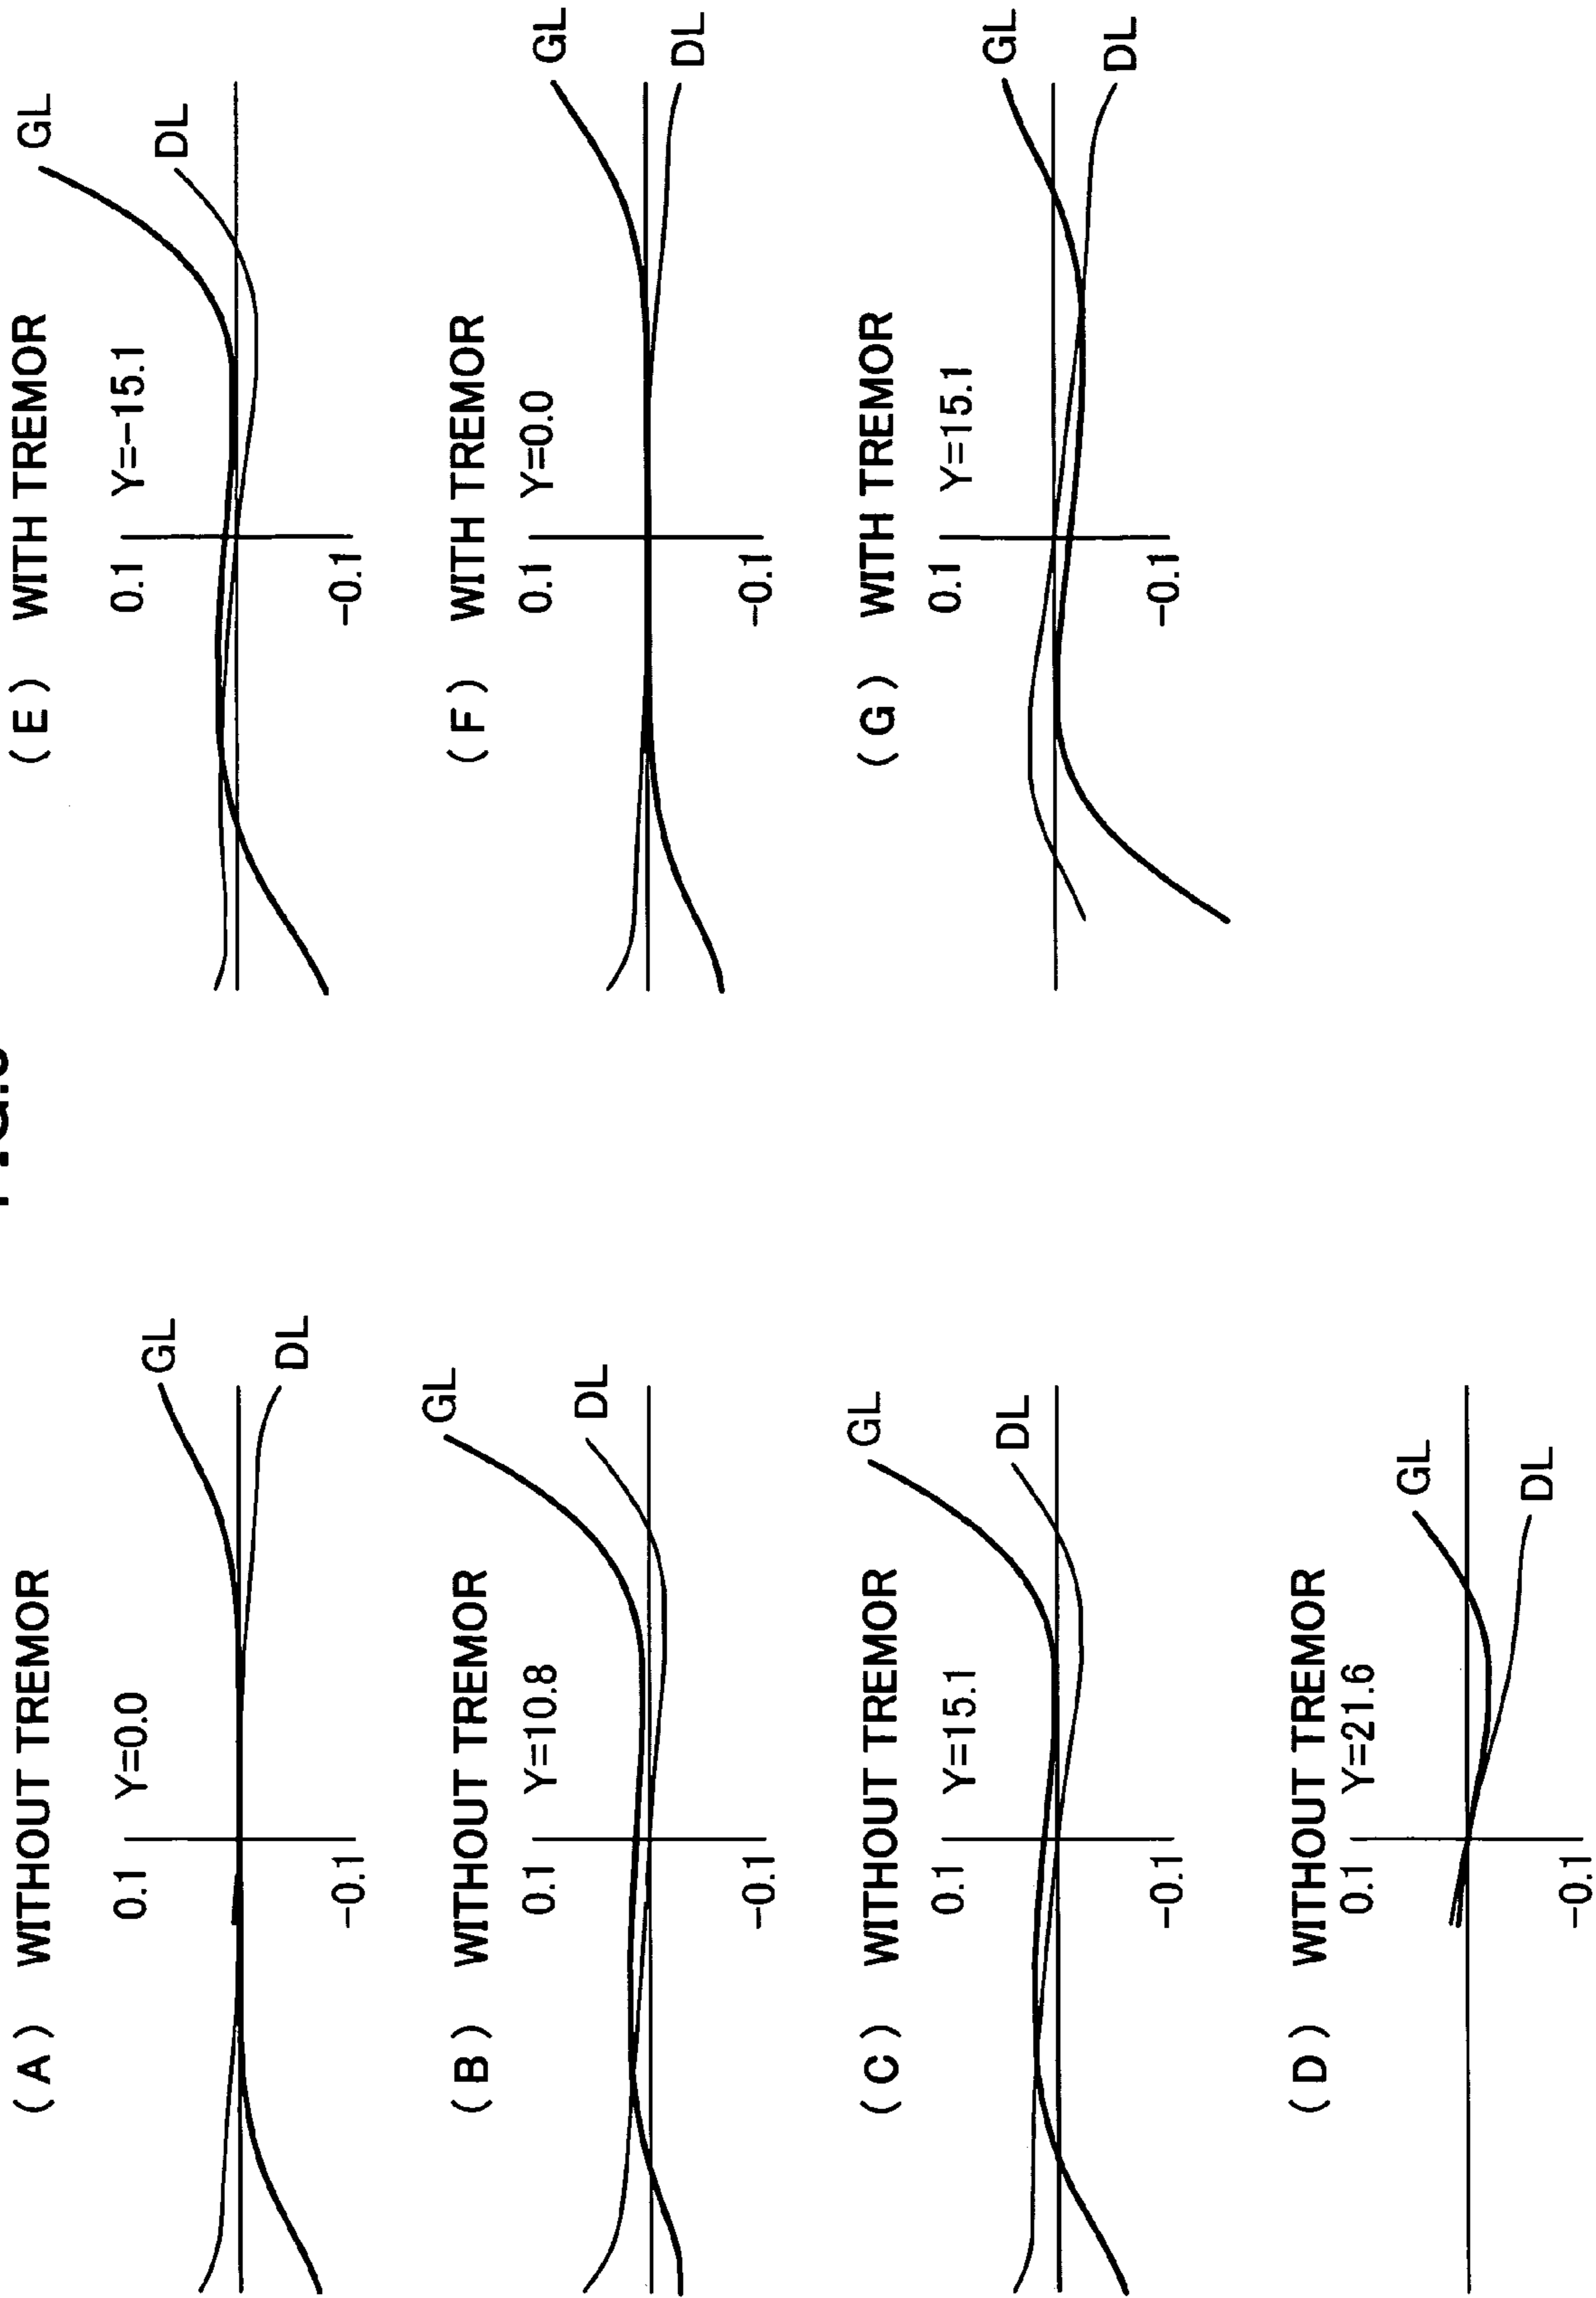 (A) WITHOUT TREMOR
Y=0.0
0.1
-0.1
GL
DL
(B) WITHOUT TREMOR
Y=10.8
0.1
-0.1
GL
DL
(C) WITHOUT TREMOR
Y=15.1
0.1
-0.1
GL
DL
(D) WITHOUT TREMOR
Y=21.6
0.1
-0.1
GL
DL
(E) WITH TREMOR
Y=-15.1
0.1
-0.1
GL
DL
(F) WITH TREMOR
Y=0.0
0.1
-0.1
GL
DL
(G) WITH TREMOR
Y=15.1
0.1
-0.1
GL
DL